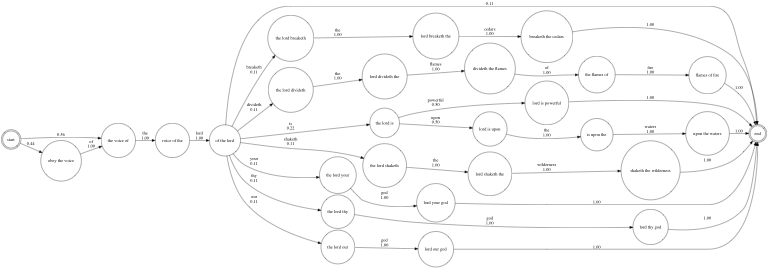 0.11
the lord breaketh
the
1.00
lord breaketh the
cedars
1.00
breaketh the cedars
1.00
breaketh
0.11
the lord divideth
the
1.00
lord divideth the
flames
1.00
divideth the flames
of
1.00
the flames of
fire
1.00
flames of fire
1.00
divideth
0.11
start
0.56
0.44
obey the voice
of
1.00
the voice of
the
1.00
voice of the
lord
1.00
of the lord
is
0.22
the lord is
powerful
0.50
lord is powerful
1.00
upon
0.50
lord is upon
the
1.00
is upon the
waters
1.00
upon the waters
1.00
end
shaketh
0.11
the lord shaketh
the
1.00
lord shaketh the
wilderness
1.00
shaketh the wilderness
1.00
your
0.11
the lord your
god
1.00
lord your god
1.00
thy
0.11
the lord thy
god
1.00
lord thy god
1.00
our
0.11
the lord our
god
1.00
lord our god
1.00